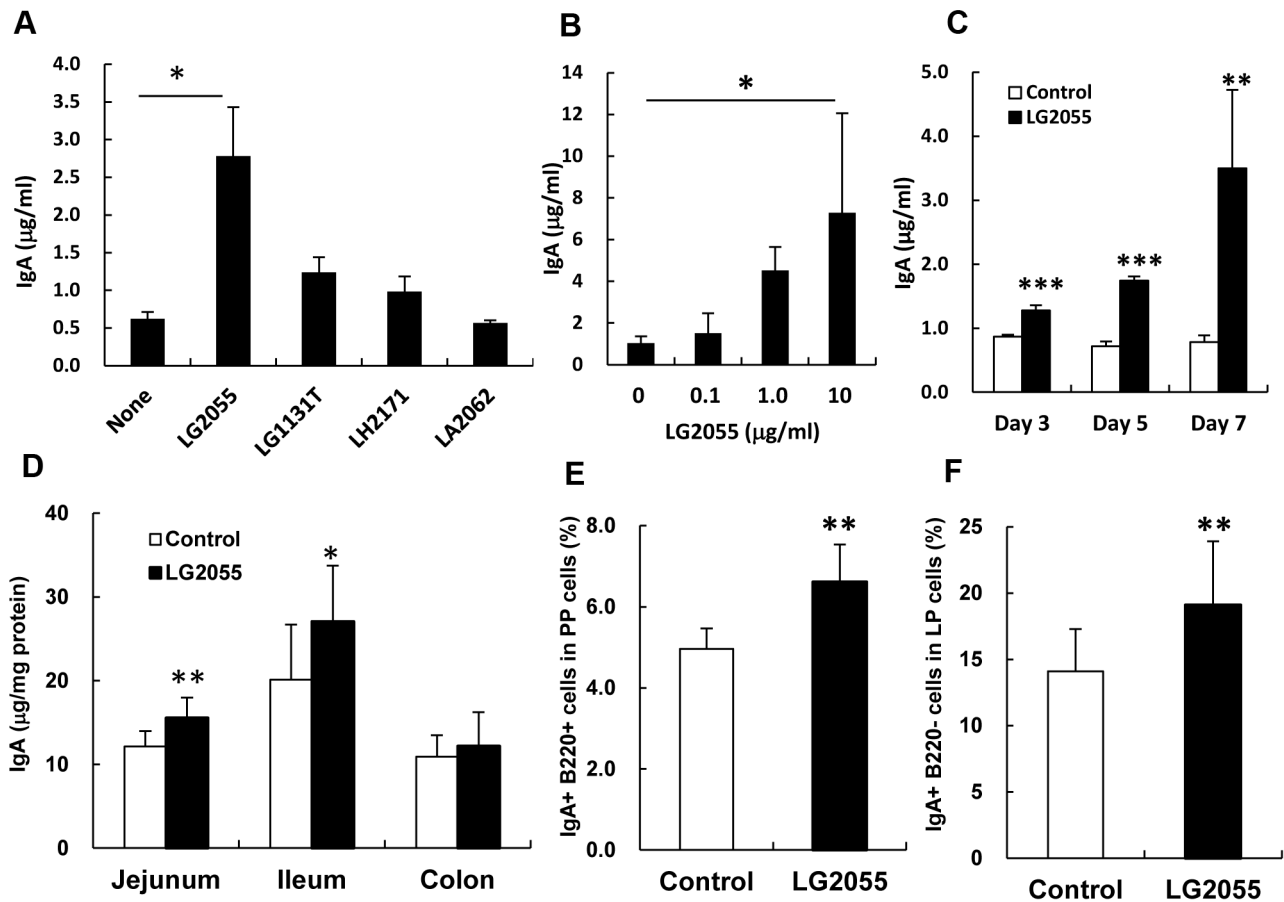 A
4.0
3.5
3.0
2.5
2.0
1.5
1.0
0.5
0.0
IgA (µg/ml)
*
None
LG2055
LG1131T
LH2171
LA2062
B
14
12
10
8
6
4
2
0
IgA (µg/ml)
*
0 0.1 1.0 10
LG2055 (µg/ml)
C
5.0
4.0
3.0
2.0
1.0
0.0
IgA (µg/ml)
Control
LG2055
***
***
**
Day 3 Day 5 Day 7
D
40
30
20
10
0
IgA (µg/mg protein)
Control
LG2055
**
*
Jejunum Ileum Colon
E
8.0
6.0
4.0
2.0
0.0
IgA+ B220+ cells in PP cells (%)
**
Control LG2055
F
25
20
15
10
5
0
IgA+ B220- cells in LP cells (%)
**
Control LG2055